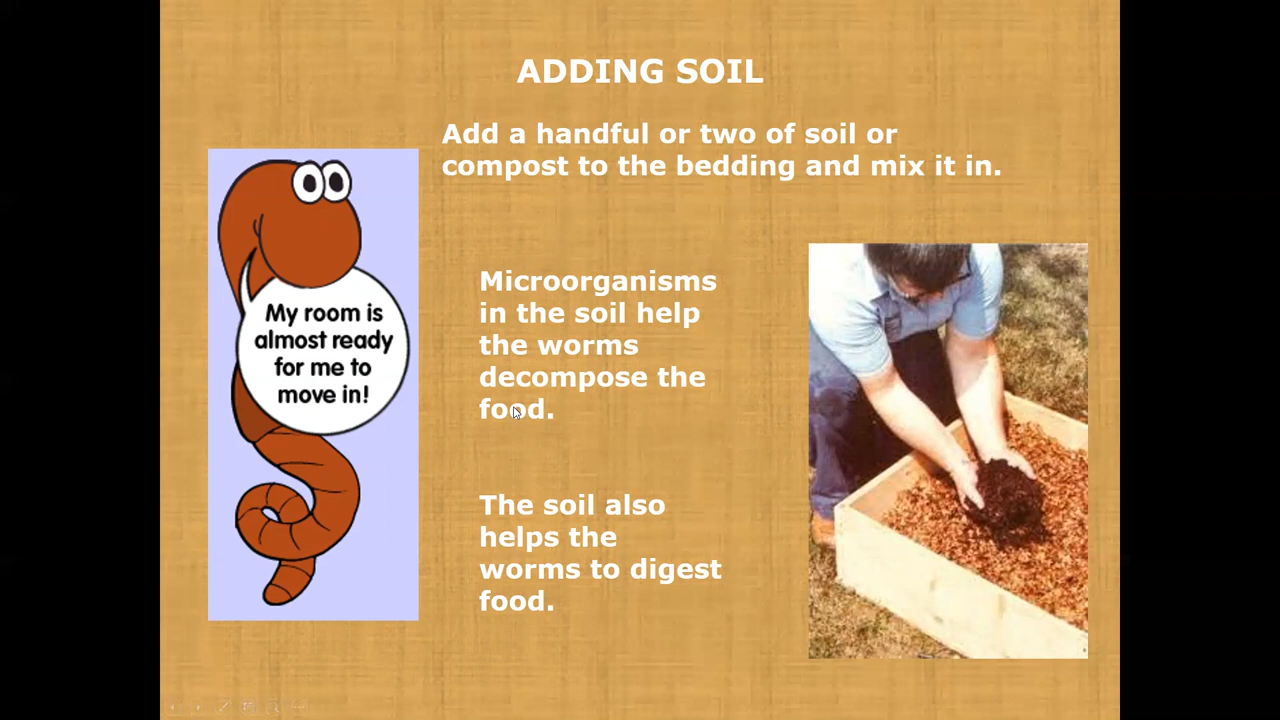 ADDING SOIL
Add a handful or two of soil or
compost to the bedding and mix it in.
My room is
almost ready
for me to
move in!
Microorganisms
in the soil help
the worms
decompose the
food.
The soil also
helps the
worms to digest
food.